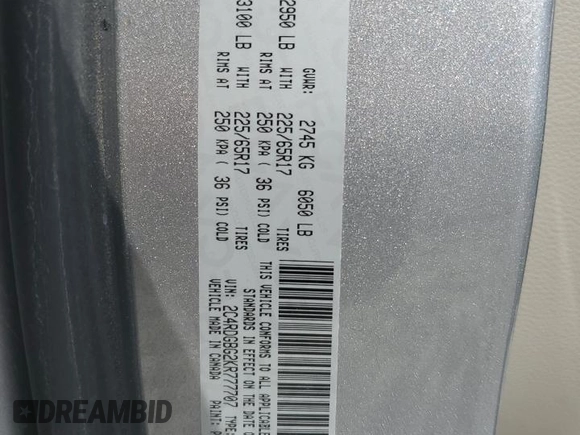 GVWR: 2745 KG 6050 LB
2950 LB WITH 225/65R17 TIRES
RIMS AT 250 KPA ( 36 PSI) COLD
3100 LB WITH 225/65R17 TIRES
RIMS AT 250 KPA ( 36 PSI) COLD
THIS VEHICLE CONFORMS TO ALL APPLICABLE
STANDARDS IN EFFECT ON THE DATE
VIN: 2C4RDGBG2KR777707 TYPE:
VEHICLE MADE IN CANADA PAINT:
DREAMBID